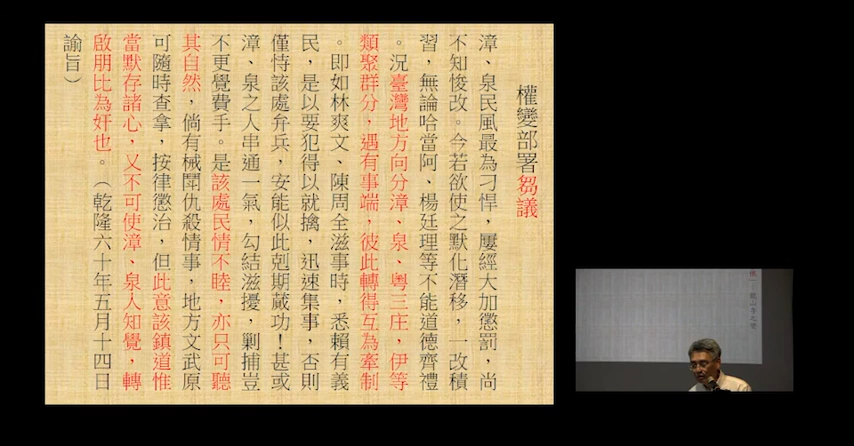 權變部署芻議
漳、泉民風最為刁悍，屢經大加懲罰，尚
不知悛改。今若欲使之默化潛移，一改積
習，無論哈當阿、楊廷理等不能道德齊禮
。況臺灣地方向分漳、泉、粵三庄，伊等
類聚群分，遇有事端，彼此轉得互為牽制
。即如林爽文、陳周全滋事時，悉賴有義
民，是以要犯得以就擒，迅速集事，否則
僅恃該處弁兵，安能似此剋期蕆功！甚或
漳、泉之人串通一氣，勾結滋擾，剿捕豈
不更覺費手。是該處民情不睦，亦只可聽
其自然，倘有械鬪仇殺情事，地方文武原
可隨時查拿，按律懲治，但此意該鎮道惟
當默存諸心，又不可使漳、泉人知覺，轉
啟朋比為奸也。（乾隆六十年五月十四日
諭旨）